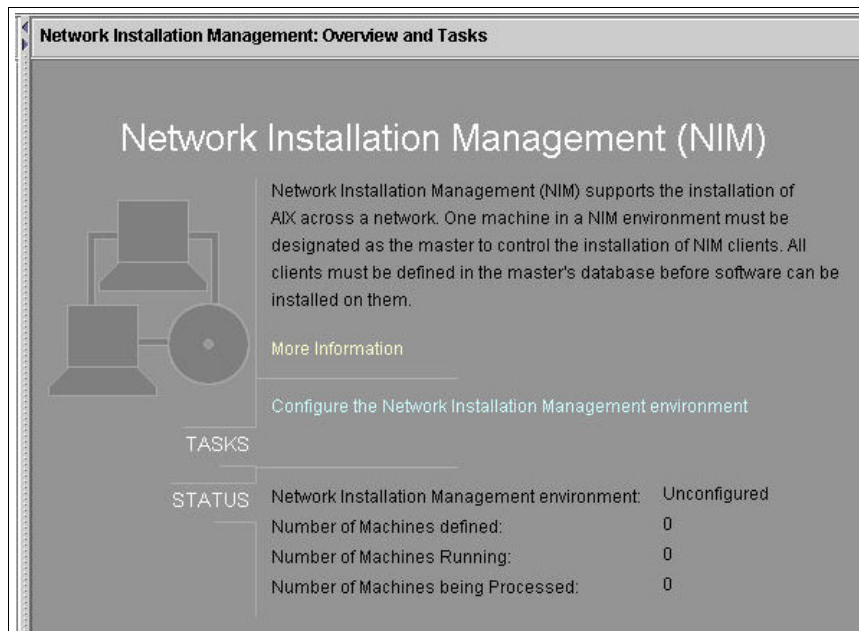 Network Installation Management: Overview and Tasks
Network Installation Management (NIM)
Network Installation Management (NIM) supports the installation of
AIX across a network. One machine in a NIM environment must be
designated as the master to control the installation of NIM clients. All
clients must be defined in the master's database before software can be
installed on them.
More Information
Configure the Network Installation Management environment
TASKS
STATUS
Network Installation Management environment: Unconfigured
Number of Machines defined: 0
Number of Machines Running: 0
Number of Machines being Processed: 0